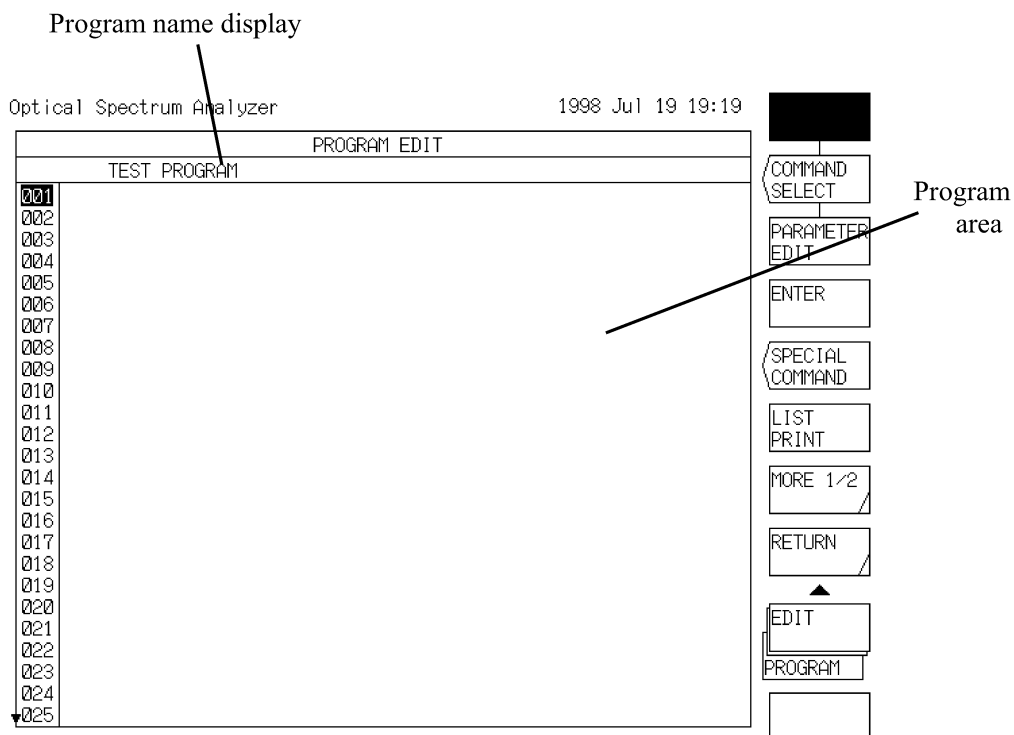 Program name display
Optical Spectrum Analyzer 1998 Jul 19 19:19
PROGRAM EDIT
TEST PROGRAM
001
002
003
004
005
006
007
008
009
010
011
012
013
014
015
016
017
018
019
020
021
022
023
024
025
COMMAND
SELECT
PARAMETER
EDIT
ENTER
SPECIAL
COMMAND
LIST
PRINT
MORE 1/2
RETURN
EDIT
PROGRAM
Program
area